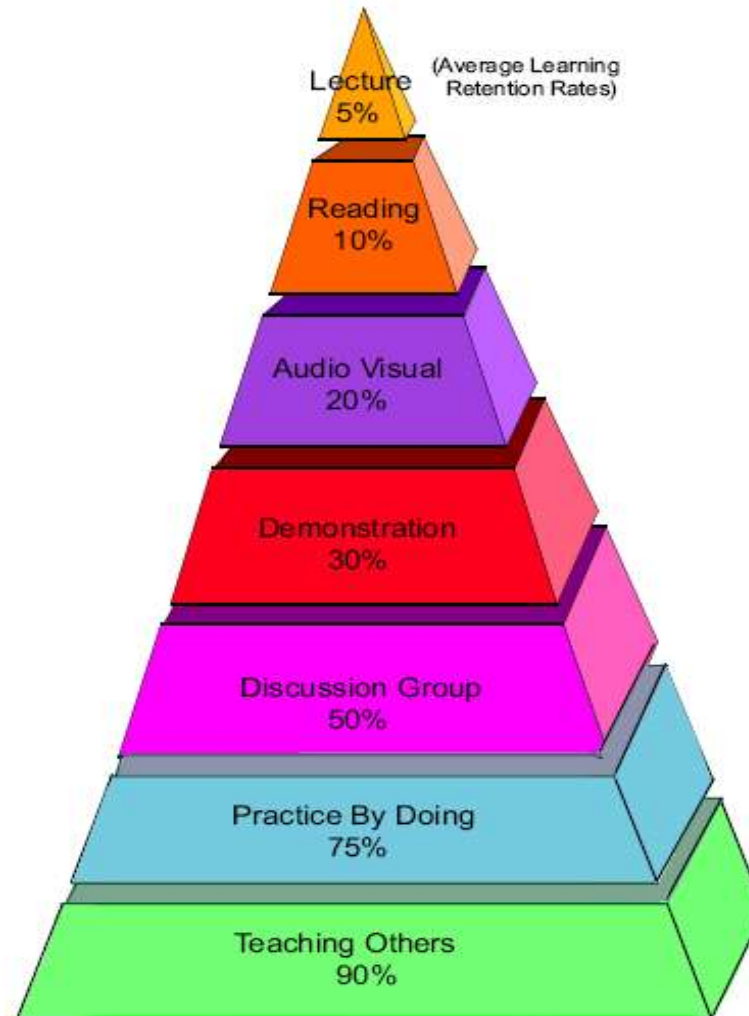 Lecture
5%
(Average Learning
Retention Rates)
Reading
10%
Audio Visual
20%
Demonstration
30%
Discussion Group
50%
Practice By Doing
75%
Teaching Others
90%